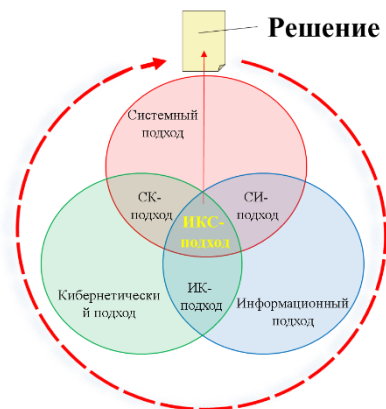 Решение
Системный
подход
СК-
подход
СИ-
подход
ИКС-
подход
Кибернетически
й подход
ИК-
подход
Информационный
подход